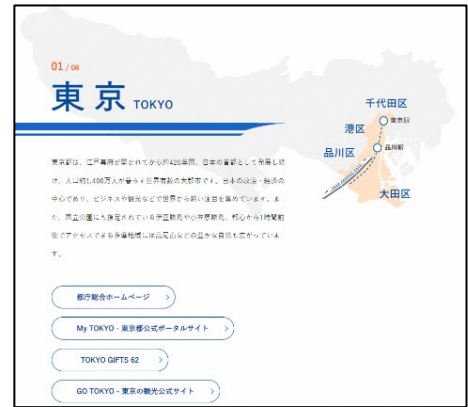 01 / 08
東京 TOKYO
千代田区
東京駅
港区
品川駅
品川区
大田区
東京都は、江戸幕府が開かれてから約420年間、日本の首都として発展し続
け、人口約1,400万人が暮らす世界有数の大都市です。日本の政治・経済の
中心であり、ビジネスや観光などで世界から熱い注目を集めています。ま
た、国立公園にも指定されている伊豆諸島や小笠原諸島、都心から1時間前
後でアクセスできる多摩地域には高尾山などの豊かな自然も広がっていま
す。
都庁総合ホームページ
My TOKYO - 東京都公式ポータルサイト
TOKYO GIFTS 62
GO TOKYO - 東京の観光公式サイト